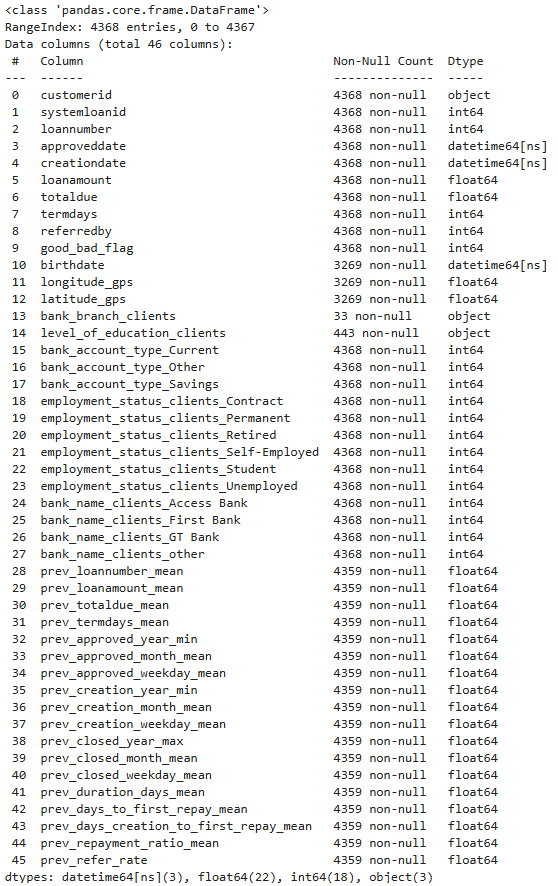 <class 'pandas.core.frame.DataFrame'>
RangeIndex: 4368 entries, 0 to 4367
Data columns (total 46 columns):
 #   Column                              Non-Null Count  Dtype
---  ------                              --------------  -----
 0   customerid                          4368 non-null   object
 1   systemloanid                        4368 non-null   int64
 2   loannumber                          4368 non-null   int64
 3   approveddate                        4368 non-null   datetime64[ns]
 4   creationdate                        4368 non-null   datetime64[ns]
 5   loanamount                          4368 non-null   float64
 6   totaldue                            4368 non-null   float64
 7   termdays                            4368 non-null   int64
 8   referredby                          4368 non-null   int64
 9   good_bad_flag                       4368 non-null   int64
 10  birthdate                           3269 non-null   datetime64[ns]
 11  longitude_gps                       3269 non-null   float64
 12  latitude_gps                        3269 non-null   float64
 13  bank_branch_clients                 33 non-null     object
 14  level_of_education_clients          443 non-null    object
 15  bank_account_type_Current           4368 non-null   int64
 16  bank_account_type_Other             4368 non-null   int64
 17  bank_account_type_Savings           4368 non-null   int64
 18  employment_status_clients_Contract  4368 non-null   int64
 19  employment_status_clients_Permanent  4368 non-null   int64
 20  employment_status_clients_Retired   4368 non-null   int64
 21  employment_status_clients_Self-Employed  4368 non-null   int64
 22  employment_status_clients_Student   4368 non-null   int64
 23  employment_status_clients_Unemployed  4368 non-null   int64
 24  bank_name_clients_Access Bank       4368 non-null   int64
 25  bank_name_clients_First Bank        4368 non-null   int64
 26  bank_name_clients_GT Bank           4368 non-null   int64
 27  bank_name_clients_other             4368 non-null   int64
 28  prev_loannumber_mean                4359 non-null   float64
 29  prev_loanamount_mean                4359 non-null   float64
 30  prev_totaldue_mean                  4359 non-null   float64
 31  prev_termdays_mean                  4359 non-null   float64
 32  prev_approved_year_min              4359 non-null   float64
 33  prev_approved_month_mean            4359 non-null   float64
 34  prev_approved_weekday_mean          4359 non-null   float64
 35  prev_creation_year_min              4359 non-null   float64
 36  prev_creation_month_mean            4359 non-null   float64
 37  prev_creation_weekday_mean          4359 non-null   float64
 38  prev_closed_year_max                4359 non-null   float64
 39  prev_closed_month_mean              4359 non-null   float64
 40  prev_closed_weekday_mean            4359 non-null   float64
 41  prev_duration_days_mean             4359 non-null   float64
 42  prev_days_to_first_repay_mean       4359 non-null   float64
 43  prev_days_creation_to_first_repay_mean  4359 non-null   float64
 44  prev_repayment_ratio_mean           4359 non-null   float64
 45  prev_refer_rate                     4359 non-null   float64
dtypes: datetime64[ns](3), float64(22), int64(18), object(3)